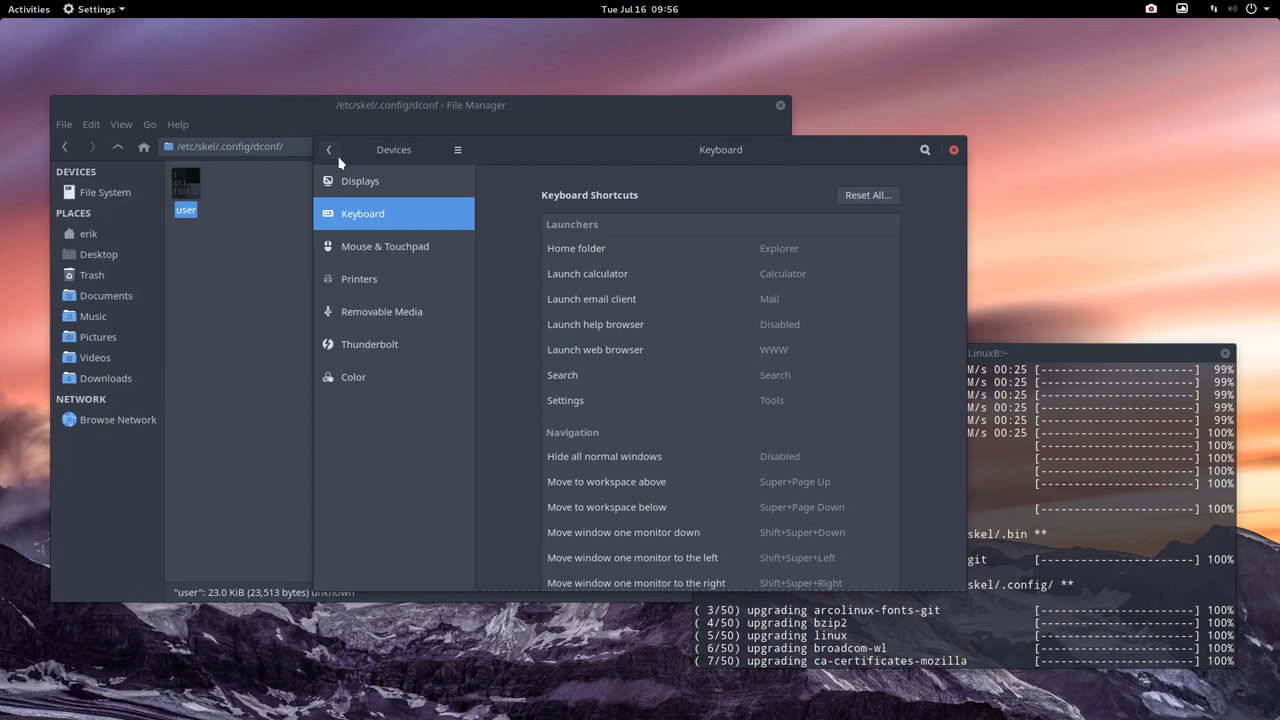 Activities
Settings
Tue Jul 16 09:56
/etc/skel/.config/dconf - File Manager
File Edit View Go Help
/etc/skel/.config/dconf/
DEVICES
File System
PLACES
erik
Desktop
Trash
Documents
Music
Pictures
Videos
Downloads
NETWORK
Browse Network
user
"user": 23.0 KiB (23,513 bytes) unknown
Devices
Displays
Keyboard
Mouse & Touchpad
Printers
Removable Media
Thunderbolt
Color
Keyboard
Keyboard Shortcuts
Reset All...
Launchers
Home folder Explorer
Launch calculator Calculator
Launch email client Mail
Launch help browser Disabled
Launch web browser WWW
Search Search
Settings Tools
Navigation
Hide all normal windows Disabled
Move to workspace above Super+Page Up
Move to workspace below Super+Page Down
Move window one monitor down Shift+Super+Down
Move window one monitor to the left Shift+Super+Left
Move window one monitor to the right Shift+Super+Right
LinuxB:~
M/s 00:25 [-----------------------] 99%
M/s 00:25 [-----------------------] 99%
M/s 00:25 [-----------------------] 99%
M/s 00:25 [-----------------------] 99%
M/s 00:25 [-----------------------] 99%
M/s 00:25 [-----------------------] 100%
[-----------------------] 100%
[-----------------------] 100%
[-----------------------] 100%
[-----------------------] 100%
[-----------------------] 100%
skel/.bin **
git [-----------------------] 100%
skel/.config/ **
( 3/50) upgrading arcolinux-fonts-git [-----------------------] 100%
( 4/50) upgrading bzip2 [-----------------------] 100%
( 5/50) upgrading linux [-----------------------] 100%
( 6/50) upgrading broadcom-wl [-----------------------] 100%
( 7/50) upgrading ca-certificates-mozilla [-----------------------] 100%